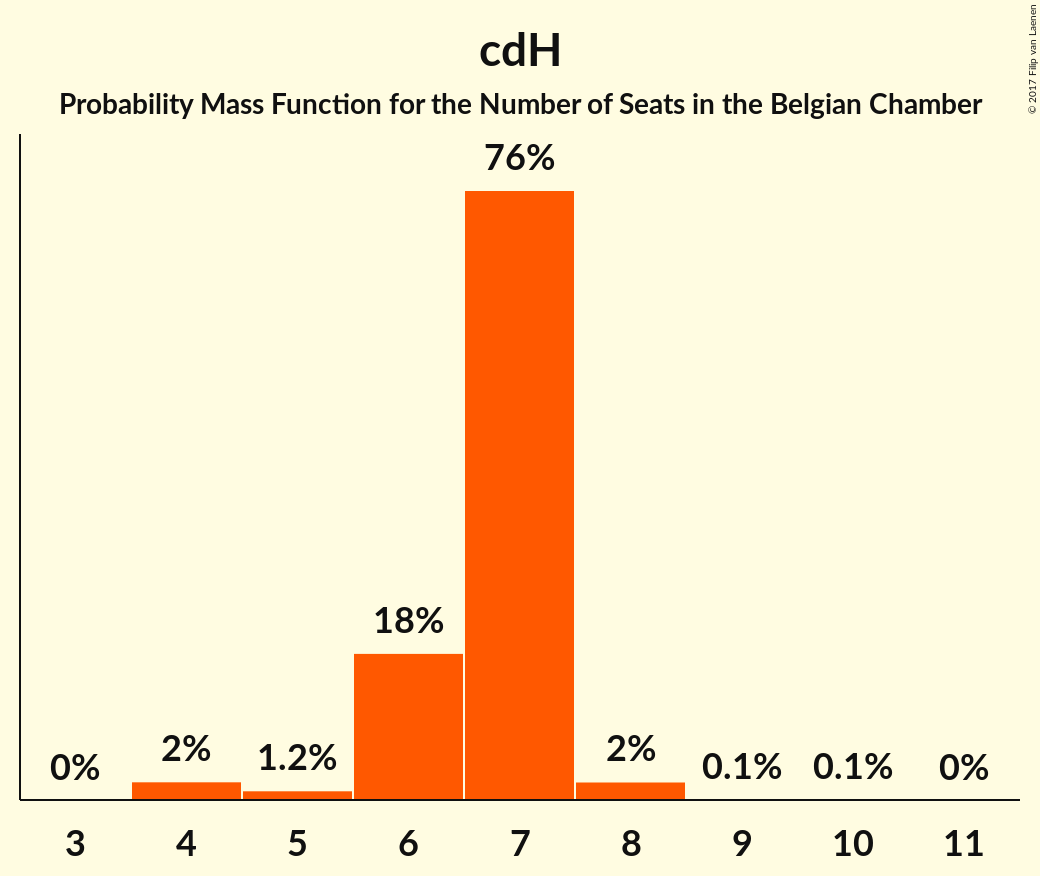 cdH
Probability Mass Function for the Number of Seats in the Belgian Chamber
© 2017 Filip van Laenen
76%
18%
2%
1.2%
2%
0%
0.1%
0.1%
0%
3 4 5 6 7 8 9 10 11